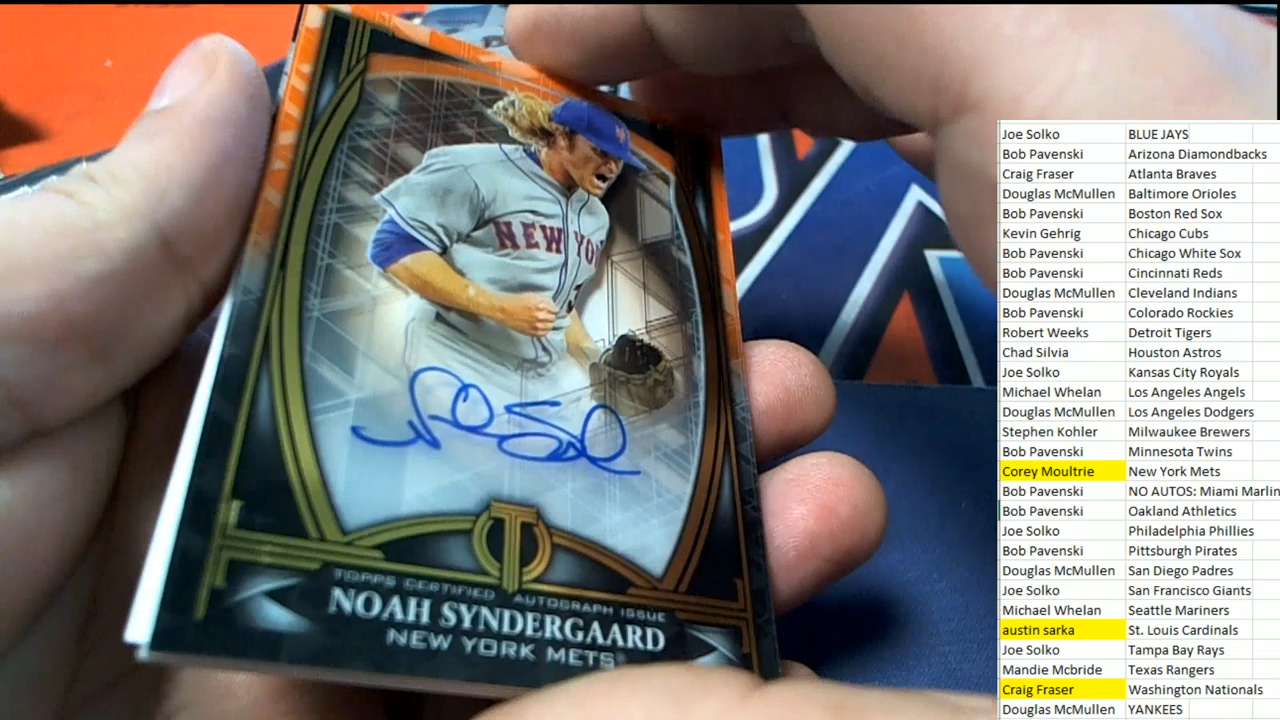 NEW YO
TOPPS CERTIFIED AUTOGRAPH ISSUE
NOAH SYNDERGAARD
NEW YORK METS
Joe Solko BLUE JAYS
Bob Pavenski Arizona Diamondbacks
Craig Fraser Atlanta Braves
Douglas McMullen Baltimore Orioles
Bob Pavenski Boston Red Sox
Kevin Gehrig Chicago Cubs
Bob Pavenski Chicago White Sox
Bob Pavenski Cincinnati Reds
Douglas McMullen Cleveland Indians
Bob Pavenski Colorado Rockies
Robert Weeks Detroit Tigers
Chad Silvia Houston Astros
Joe Solko Kansas City Royals
Michael Whelan Los Angeles Angels
Douglas McMullen Los Angeles Dodgers
Stephen Kohler Milwaukee Brewers
Bob Pavenski Minnesota Twins
Corey Moultrie New York Mets
Bob Pavenski NO AUTOS: Miami Marlin
Bob Pavenski Oakland Athletics
Joe Solko Philadelphia Phillies
Bob Pavenski Pittsburgh Pirates
Douglas McMullen San Diego Padres
Joe Solko San Francisco Giants
Michael Whelan Seattle Mariners
austin sarka St. Louis Cardinals
Joe Solko Tampa Bay Rays
Mandie Mcbride Texas Rangers
Craig Fraser Washington Nationals
Douglas McMullen YANKEES